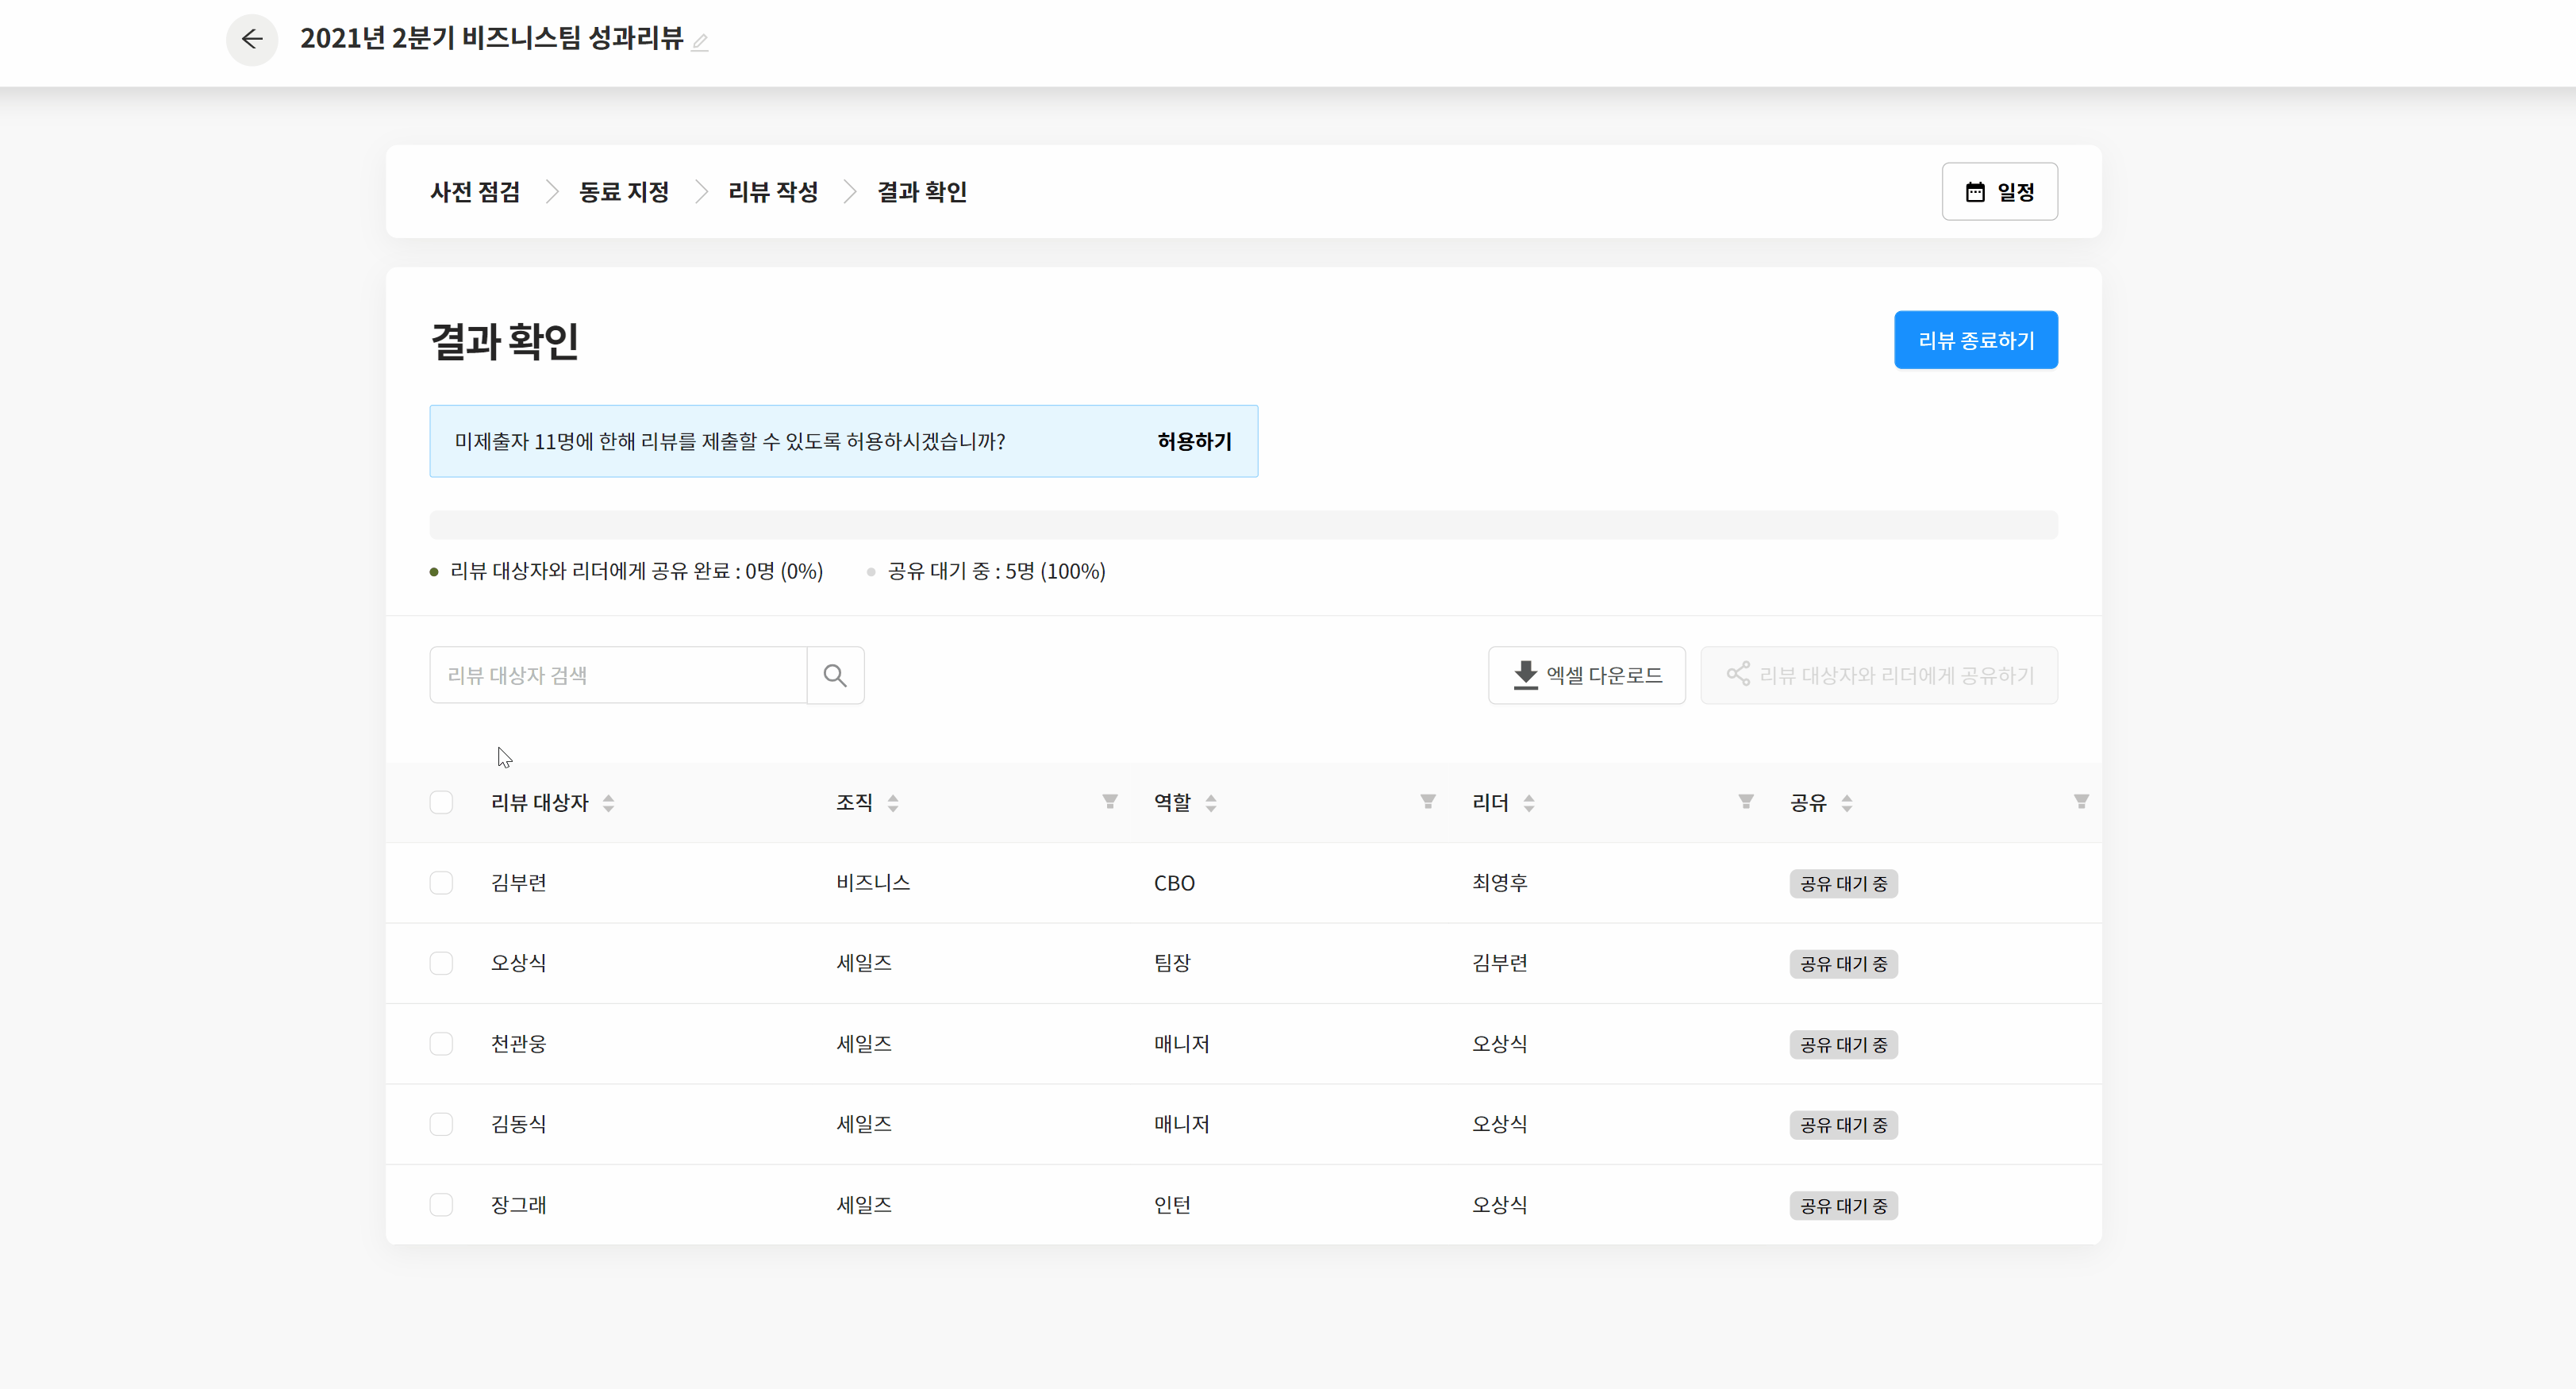 2021년 2분기 비즈니스팀 성과리뷰
사전 점검 동료 지정 리뷰 작성 결과 확인 일정
결과 확인 리뷰 종료하기
미제출자 11명에 한해 리뷰를 제출할 수 있도록 허용하시겠습니까? 허용하기
리뷰 대상자와 리더에게 공유 완료 : 0명 (0%) 공유 대기 중 : 5명 (100%)
리뷰 대상자 검색 엑셀 다운로드 리뷰 대상자와 리더에게 공유하기
리뷰 대상자 조직 역할 리더 공유
김부련 비즈니스 CBO 최영후 공유 대기 중
오상식 세일즈 팀장 김부련 공유 대기 중
천관웅 세일즈 매니저 오상식 공유 대기 중
김동식 세일즈 매니저 오상식 공유 대기 중
장그래 세일즈 인턴 오상식 공유 대기 중